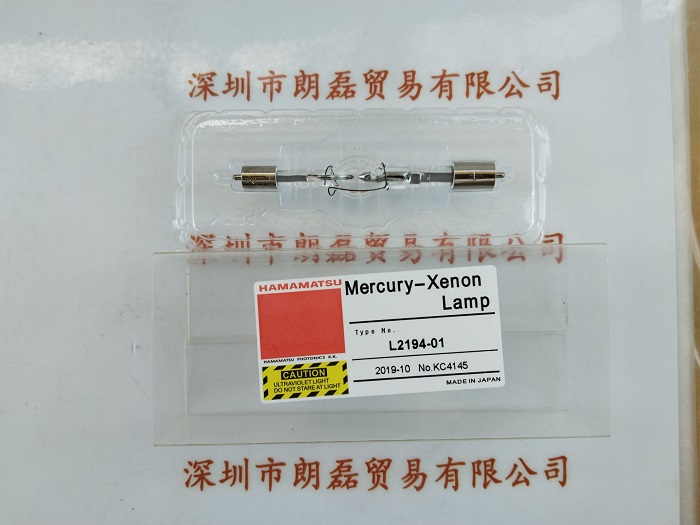 深圳市朗磊贸易有限公司
深圳市朗磊贸易有限公司
HAMAMATSU
Mercury-Xenon
Lamp
Type No.
L2194-01
HAMAMATSU PHOTONICS K.K.
CAUTION
ULTRAVIOLET LIGHT
DO NOT STARE AT LIGHT
2019-10 No.KC4145
MADE IN JAPAN
深圳市朗磊贸易有限公司